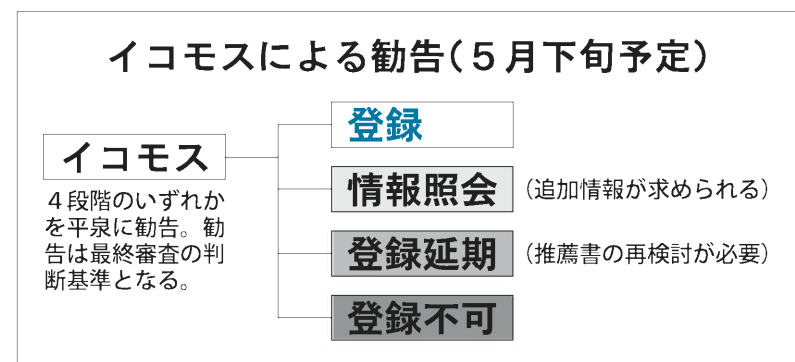 イコモスによる勧告(5月下旬予定)
イコモス
4段階のいずれか
を平泉に勧告。勧
告は最終審査の判
断基準となる。
登録
情報照会 (追加情報が求められる)
登録延期 (推薦書の再検討が必要)
登録不可